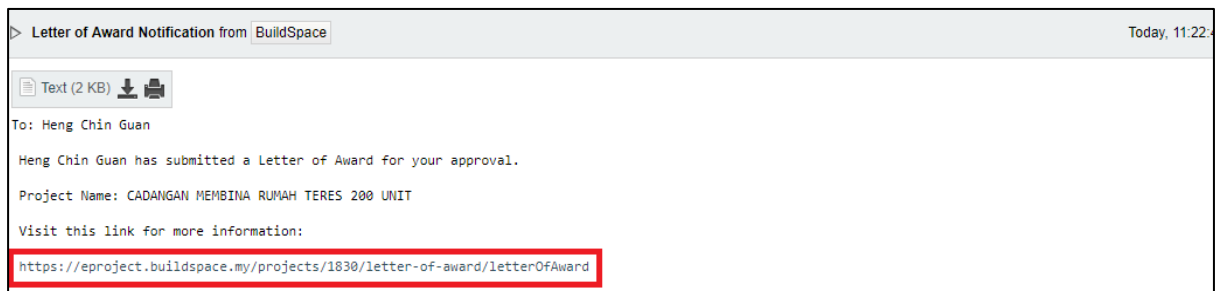 Letter of Award Notification from BuildSpace Today, 11:22:
Text (2 KB)
To: Heng Chin Guan
Heng Chin Guan has submitted a Letter of Award for your approval.
Project Name: CADANGAN MEMBINA RUMAH TERES 200 UNIT
Visit this link for more information:
https://eproject.buildspace.my/projects/1830/letter-of-award/letterOfAward